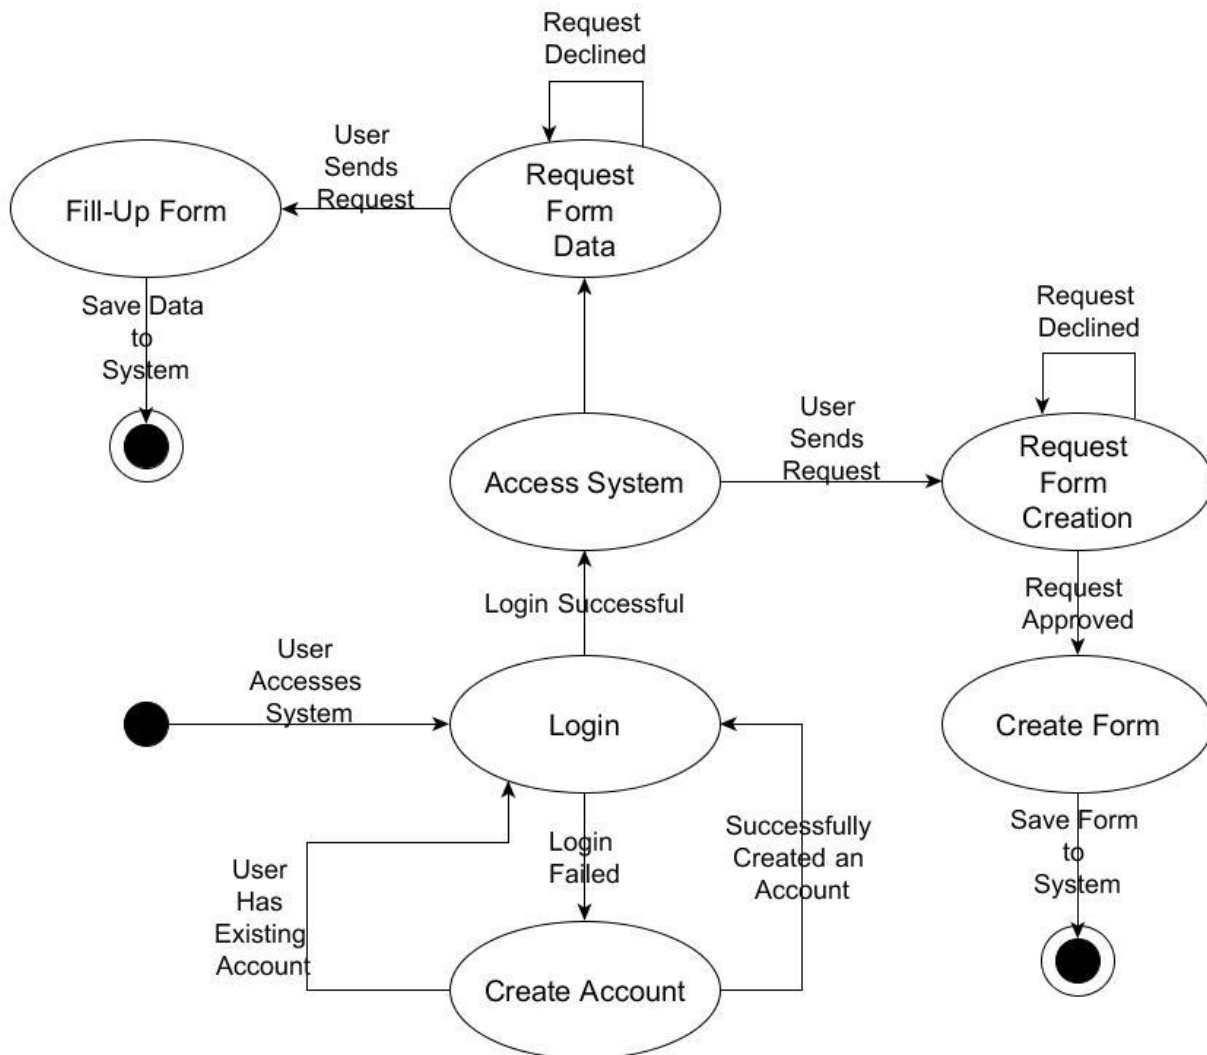 Request
Declined
User
Sends
Request
Fill-Up Form
Request
Form
Data
Save Data
to
System
Request
Declined
User
Sends
Request
Access System
Request
Form
Creation
Login Successful
Request
Approved
User
Accesses
System
Login
Create Form
Login
Failed
Successfully
Created an
Account
Save Form
to
System
User
Has
Existing
Account
Create Account